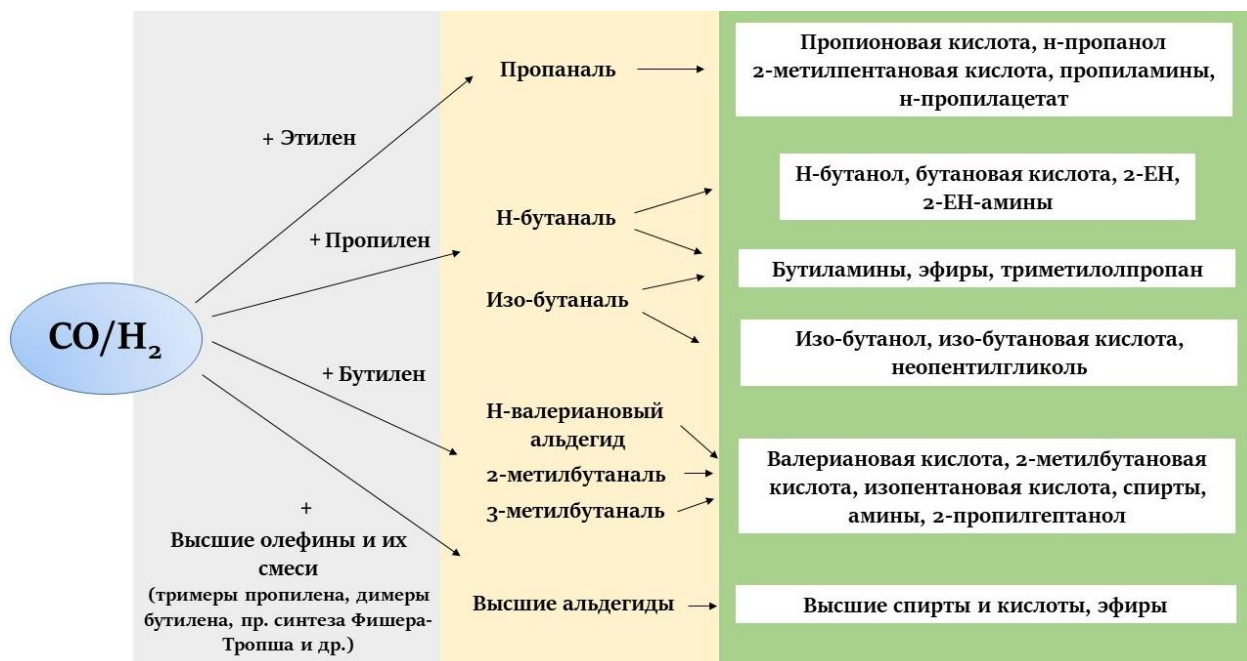 CO/H₂
+ Этилен
+ Пропилен
+ Бутилен
+
Высшие олефины и их
смеси
(тримеры пропилена, димеры
бутилена, пр. синтеза Фишера-
Тропша и др.)
Пропаналь
Н-бутаналь
Изо-бутаналь
Н-валериановый
альдегид
2-метилбутаналь
3-метилбутаналь
Высшие альдегиды
Пропионовая кислота, н-пропанол
2-метилпентановая кислота, пропиламины,
н-пропилацетат
Н-бутанол, бутановая кислота, 2-ЕН,
2-ЕН-амины
Бутиламины, эфиры, триметилолпропан
Изо-бутанол, изо-бутановая кислота,
неопентилгликоль
Валериановая кислота, 2-метилбутановая
кислота, изопентановая кислота, спирты,
амины, 2-пропилгептанол
Высшие спирты и кислоты, эфиры